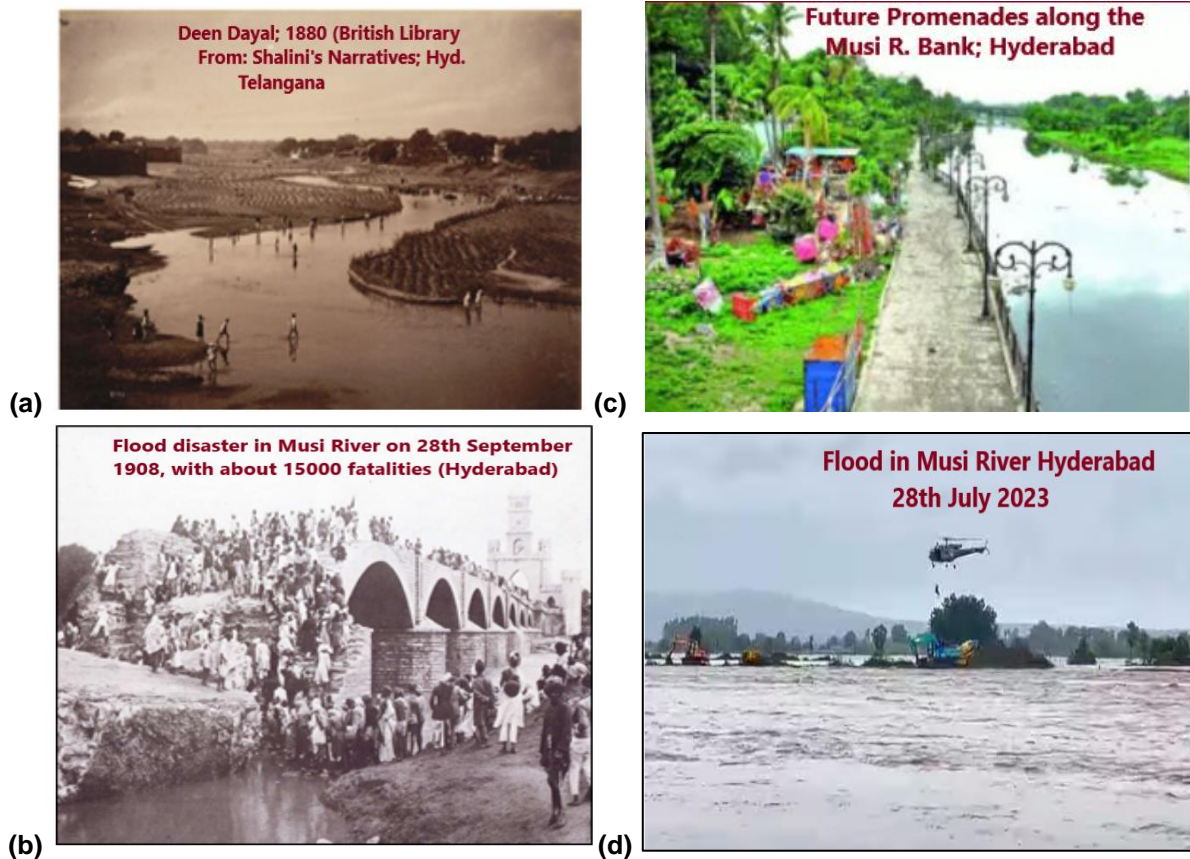 Deen Dayal; 1880 (British Library
From: Shalini's Narratives; Hyd.
Telangana
(a)
Future Promenades along the
Musi R. Bank; Hyderabad
(c)
Flood disaster in Musi River on 28th September
1908, with about 15000 fatalities (Hyderabad)
(b)
Flood in Musi River Hyderabad
28th July 2023
(d)